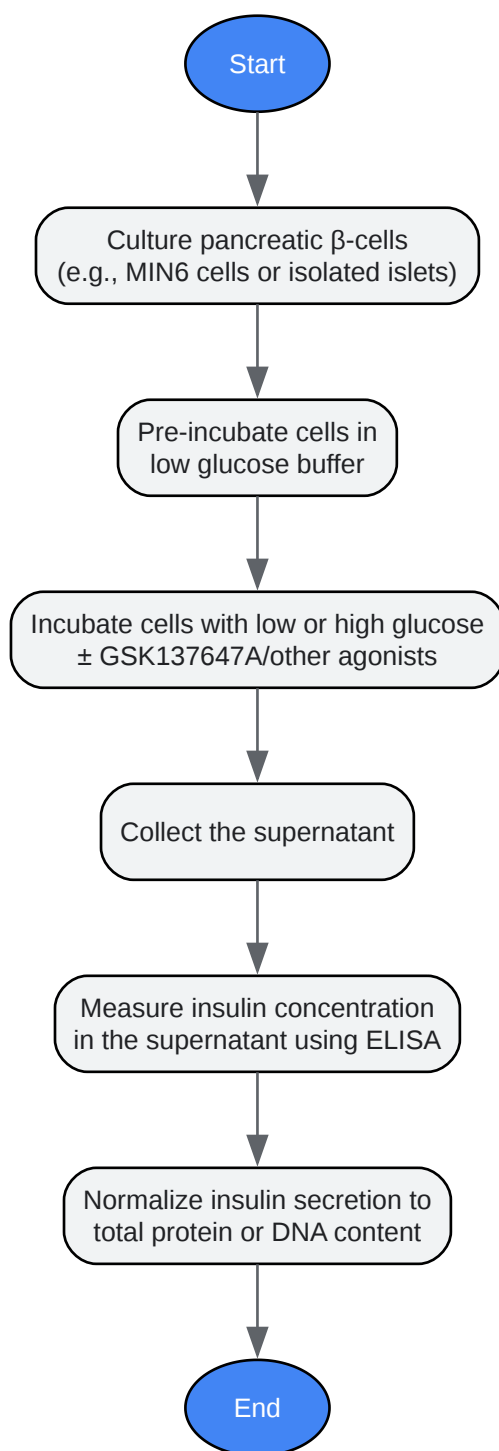 Start
Culture pancreatic β-cells
(e.g., MIN6 cells or isolated islets)
Pre-incubate cells in
low glucose buffer
Incubate cells with low or high glucose
± GSK137647A/other agonists
Collect the supernatant
Measure insulin concentration
in the supernatant using ELISA
Normalize insulin secretion to
total protein or DNA content
End